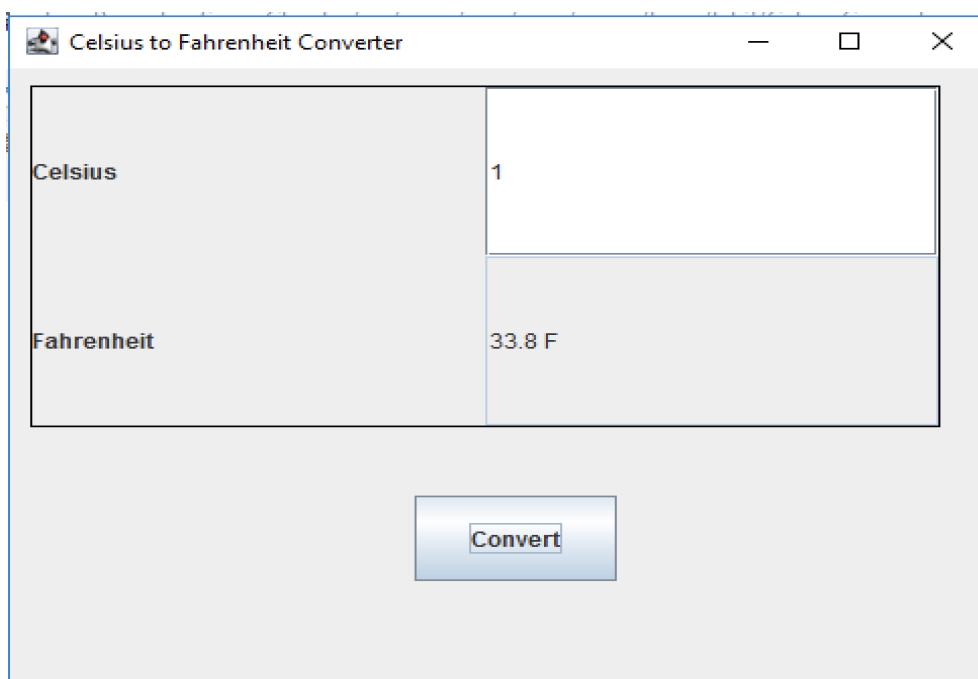 Celsius to Fahrenheit Converter
Celsius 1
Fahrenheit 33.8 F
Convert